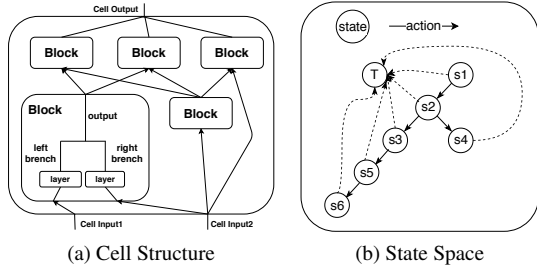 Cell Output
Block
Block
Block
Block
output
left
brench
right
brench
layer
layer
Block
Cell Input1
Cell Input2
(a) Cell Structure
state
action
T
s1
s2
s3
s4
s5
s6
(b) State Space